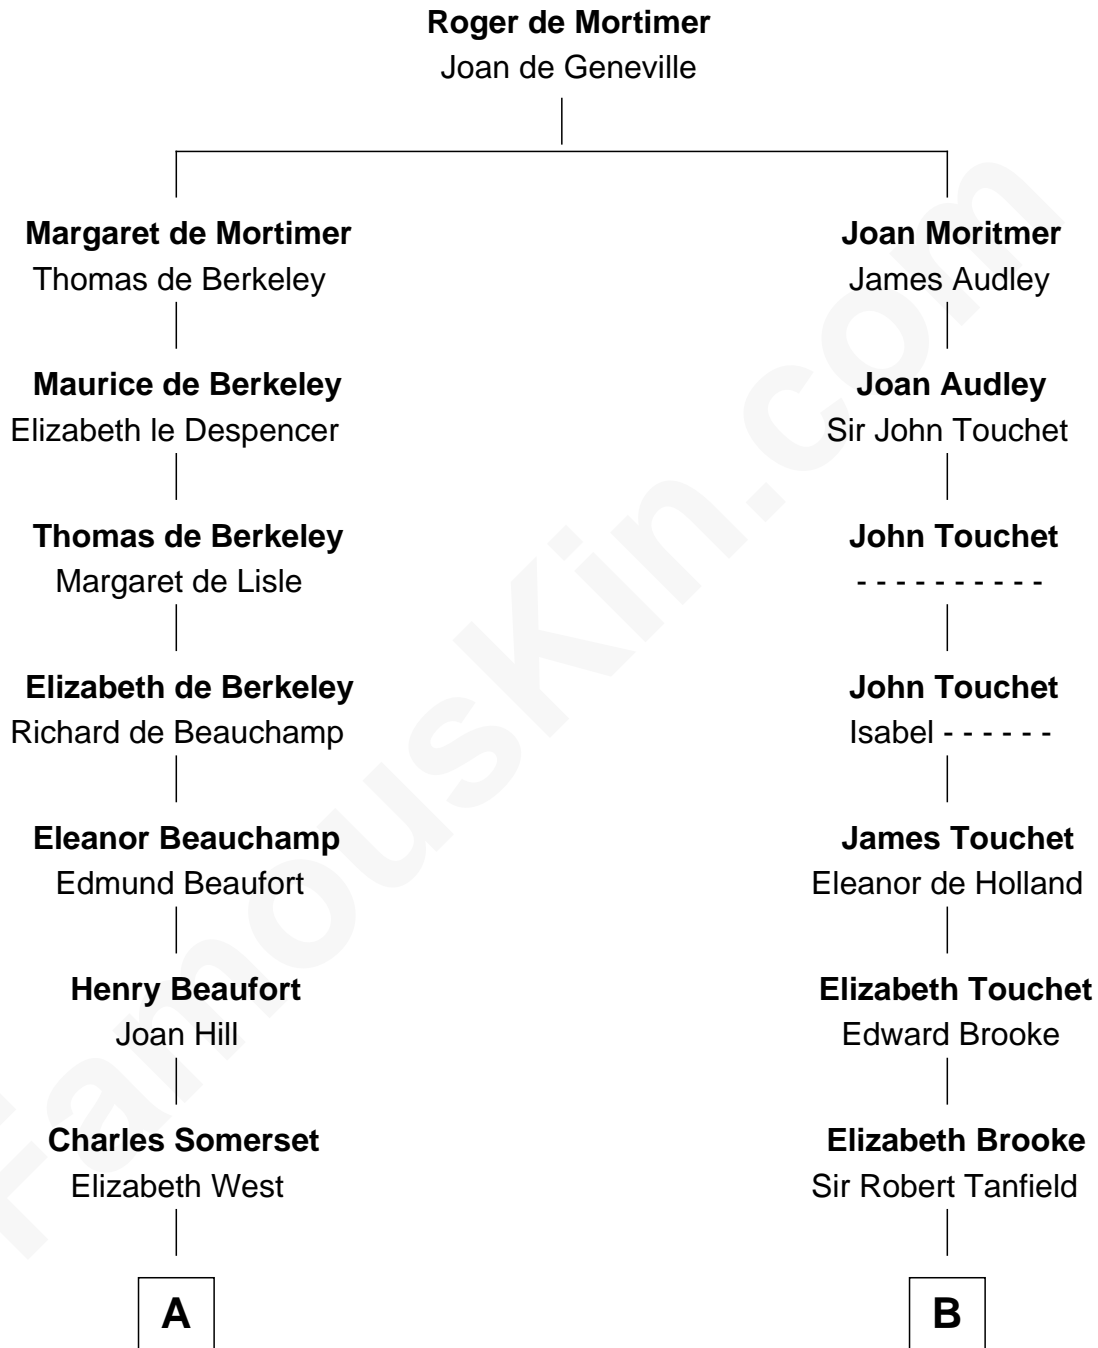 Roger de Mortimer
Joan de Geneville
Margaret de Mortimer
Thomas de Berkeley
Maurice de Berkeley
Elizabeth le Despencer
Thomas de Berkeley
Margaret de Lisle
Elizabeth de Berkeley
Richard de Beauchamp
Eleanor Beauchamp
Edmund Beaufort
Henry Beaufort
Joan Hill
Charles Somerset
Elizabeth West
A
Joan Moritmer
James Audley
Joan Audley
Sir John Touchet
John Touchet
- - - - - - - - - -
John Touchet
Isabel - - - - - -
James Touchet
Eleanor de Holland
Elizabeth Touchet
Edward Brooke
Elizabeth Brooke
Sir Robert Tanfield
B
FamousKin.com